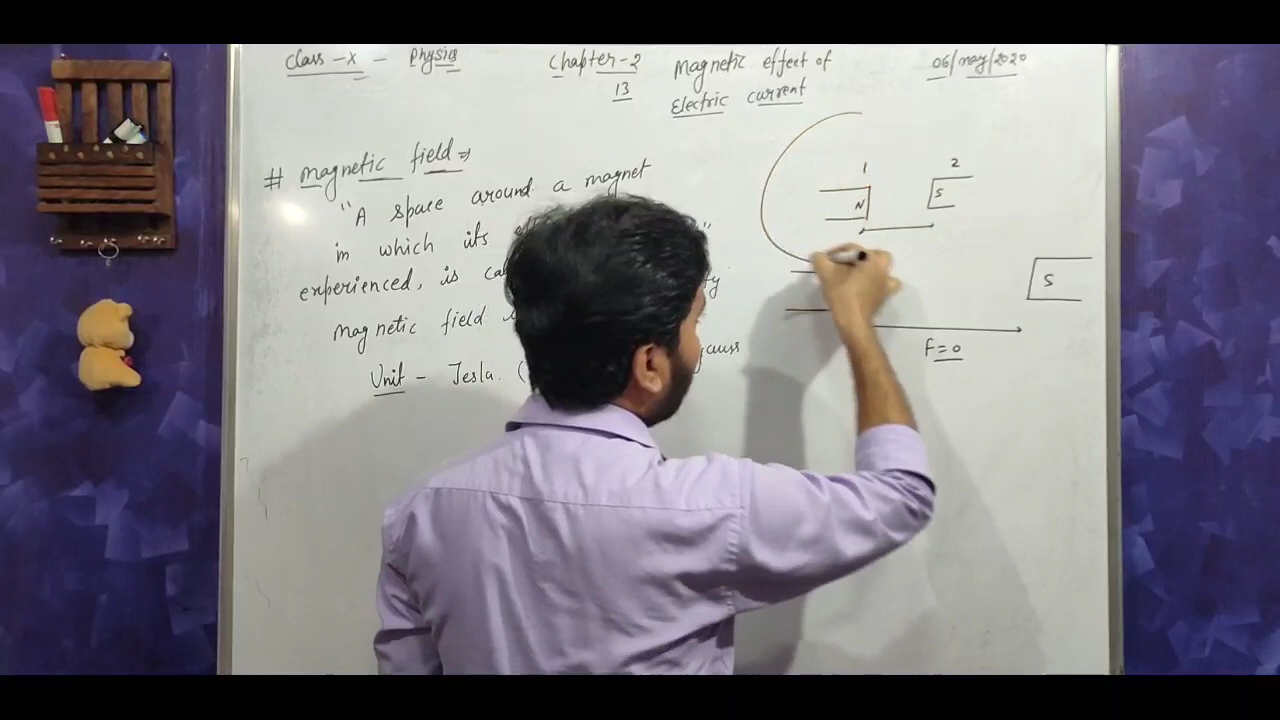 Class -X - Physics
Chapter-2
13
Magnetic effect of
Electric current
06/may/2020
# Magnetic field ⇒
"A space around a magnet
in which its
"
experienced, is
magnetic field
Unit - Tesla. (
gauss
1
2
N
S
S
F = 0